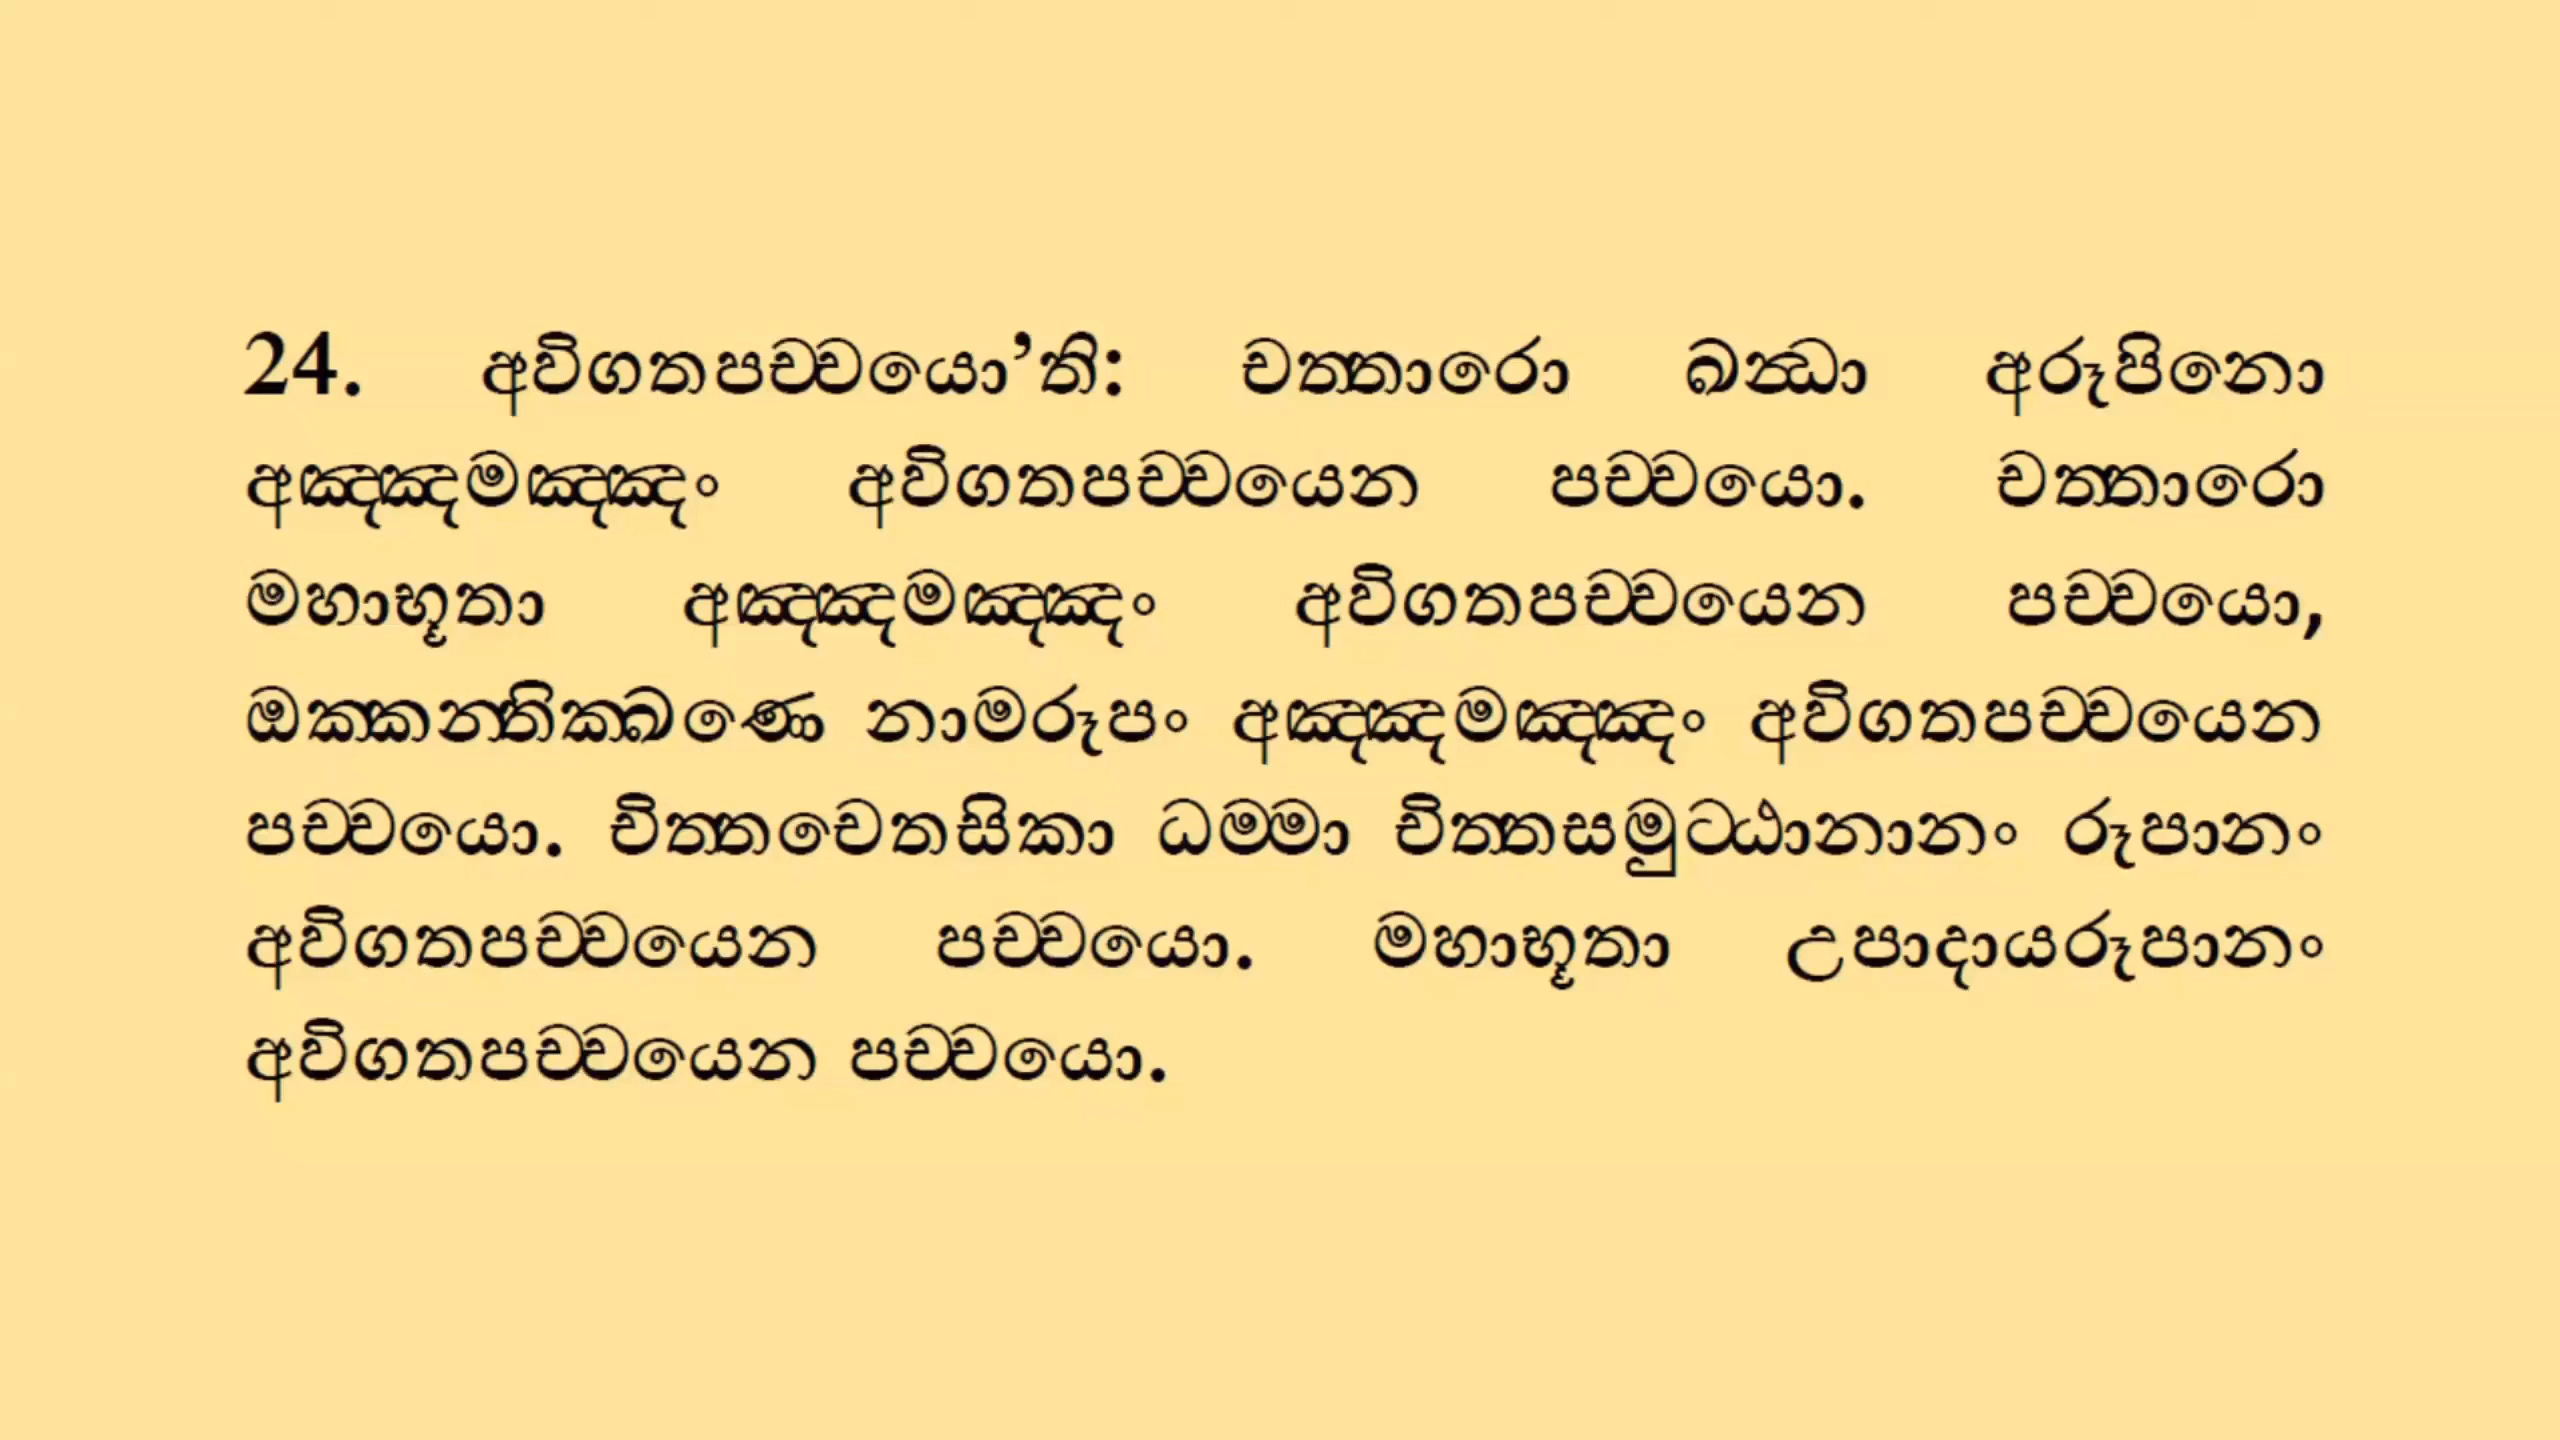 24. අවිගතපච්‍චයො’ති: චත්‍තාරො ඛන්‍ධා අරූපිනො
අඤ්‍ඤමඤ්‍ඤං අවිගතපච්‍චයෙන පච්‍චයො. චත්‍තාරො
මහාභූතා අඤ්‍ඤමඤ්‍ඤං අවිගතපච්‍චයෙන පච්‍චයො,
ඔක්‍කන්‍තික්‍ඛණෙ නාමරූපං අඤ්‍ඤමඤ්‍ඤං අවිගතපච්‍චයෙන
පච්‍චයො. චිත්‍තචෙතසිකා ධම්‍මා චිත්‍තසමුට්‍ඨානානං රූපානං
අවිගතපච්‍චයෙන පච්‍චයො. මහාභූතා උපාදායරූපානං
අවිගතපච්‍චයෙන පච්‍චයො.